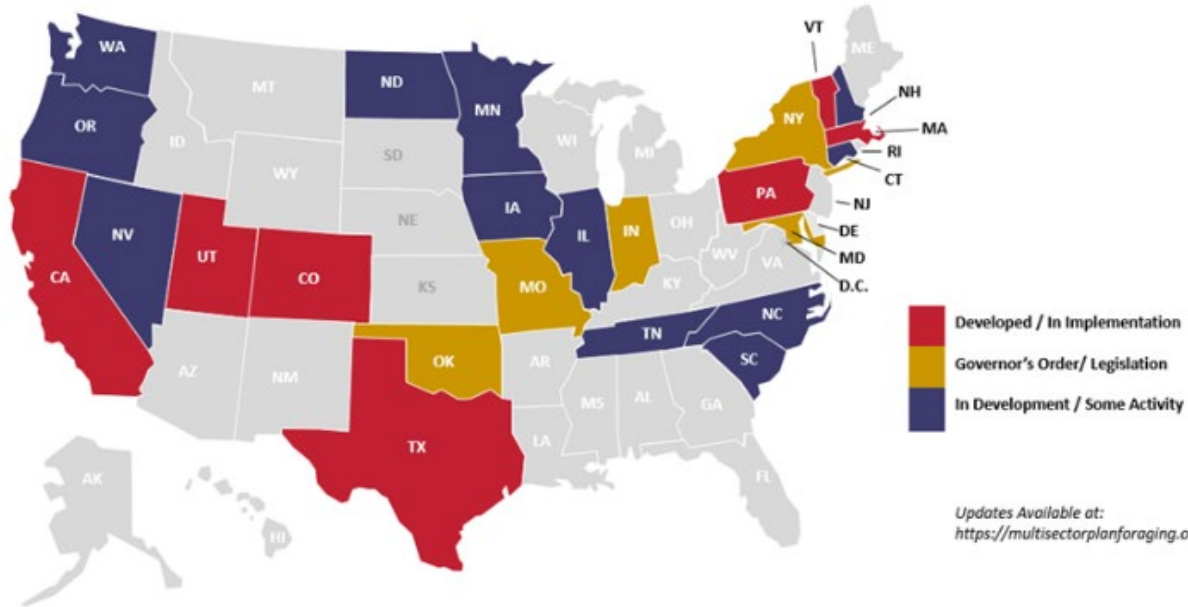 WA
MT
ND
MN
OR
ID
WY
SD
WI
MI
NY
VT
ME
NH
MA
RI
CT
NJ
DE
MD
D.C.
PA
NV
UT
CO
NE
IA
IL
IN
OH
WV
VA
KY
CA
KS
MO
AZ
NM
OK
AR
TN
NC
SC
TX
LA
MS
AL
GA
FL
AK
HI
Developed / In Implementation
Governor's Order/ Legislation
In Development / Some Activity
Updates Available at:
https://multisectorplanforaging.o